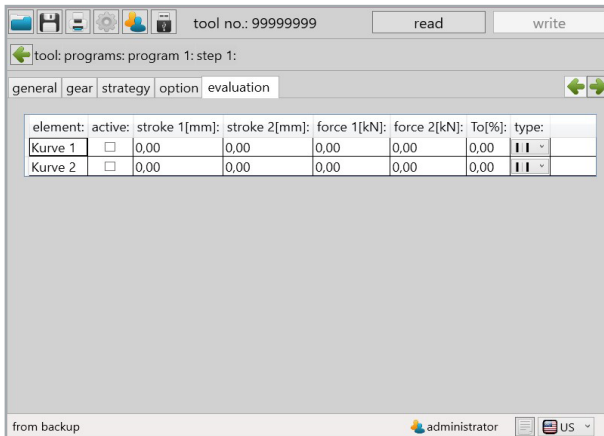 tool no.: 99999999 read write
tool: programs: program 1: step 1:
general gear strategy option evaluation
element: active: stroke 1[mm]: stroke 2[mm]: force 1[kN]: force 2[kN]: To[%]: type:
Kurve 1 0,00 0,00 0,00 0,00 0,00
Kurve 2 0,00 0,00 0,00 0,00 0,00
from backup administrator US